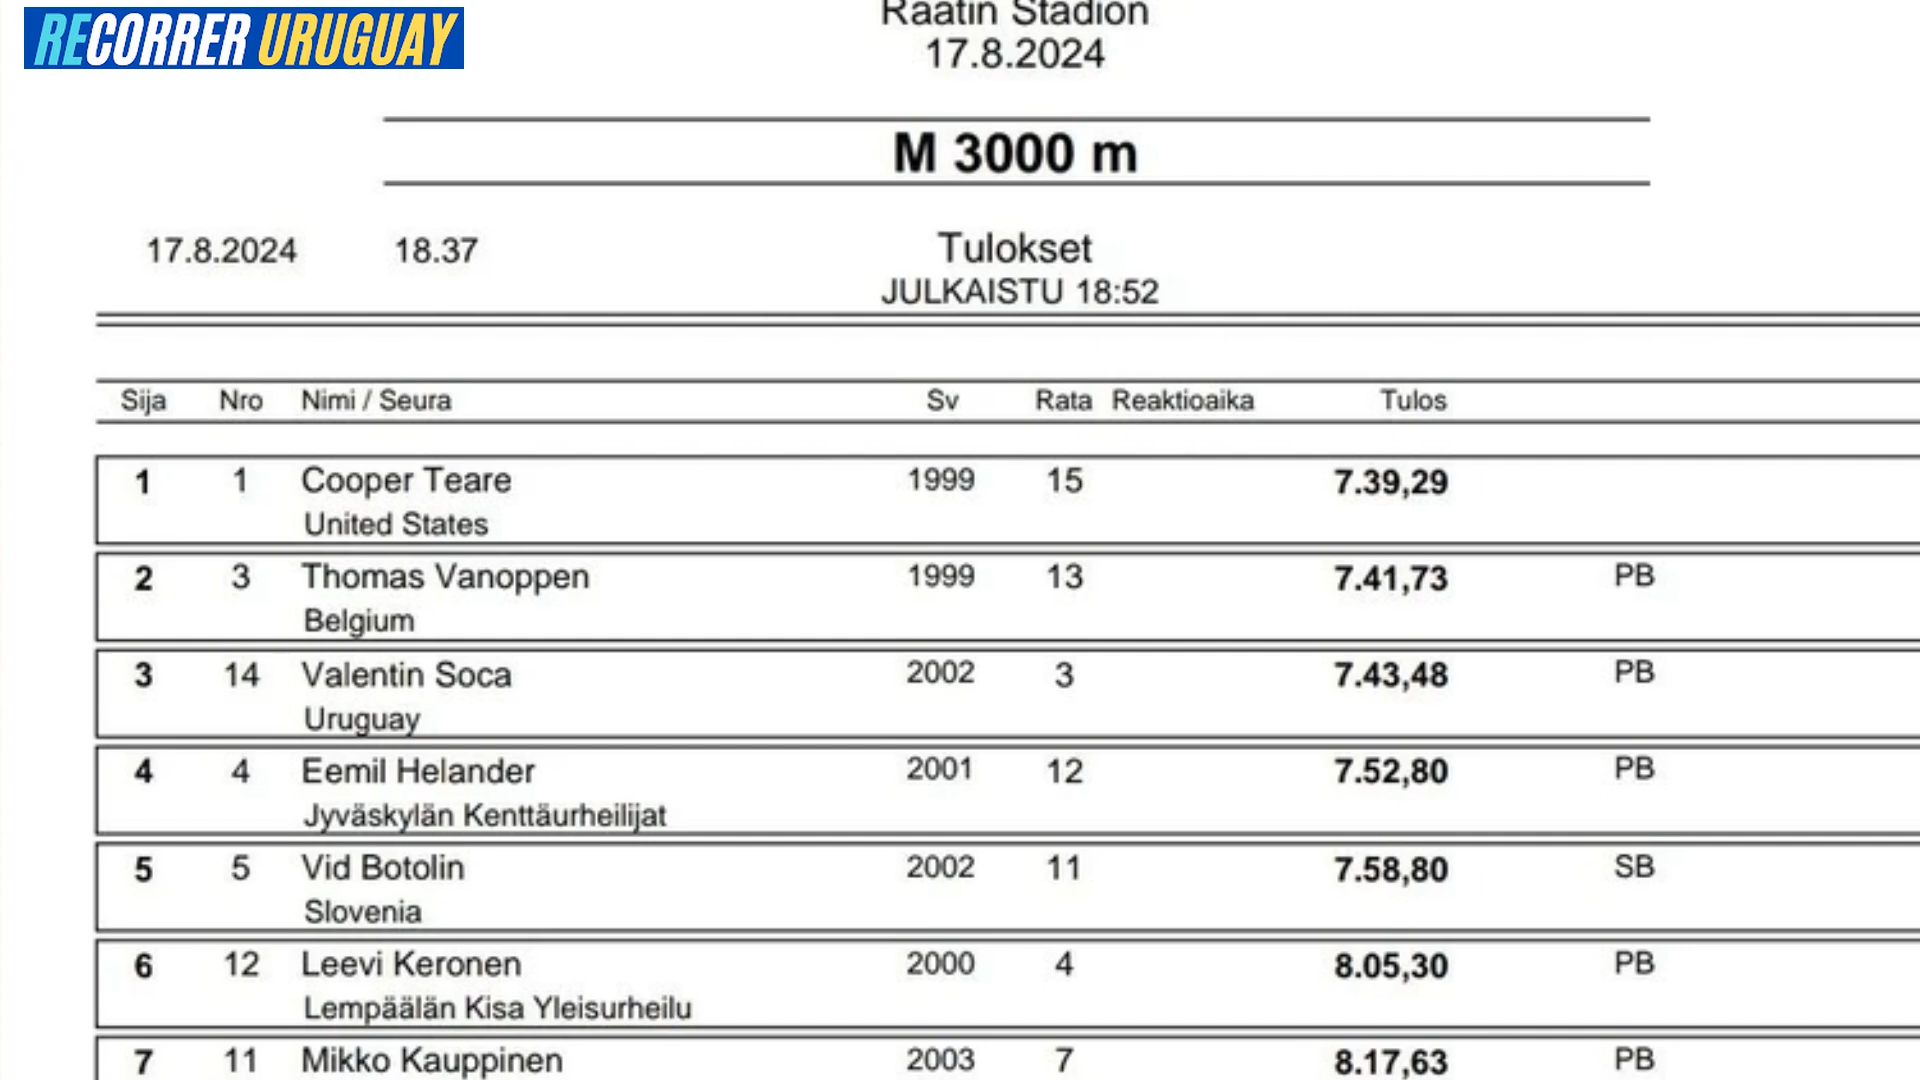 RECORRER URUGUAY
Raatin Stadion
17.8.2024
M 3000 m
17.8.2024 18.37 Tulokset
JULKAISTU 18:52
Sija Nro Nimi / Seura Sv Rata Reaktioaika Tulos
1 1 Cooper Teare 1999 15 7.39,29
United States
2 3 Thomas Vanoppen 1999 13 7.41,73 PB
Belgium
3 14 Valentin Soca 2002 3 7.43,48 PB
Uruguay
4 4 Eemil Helander 2001 12 7.52,80 PB
Jyväskylän Kenttäurheilijat
5 5 Vid Botolin 2002 11 7.58,80 SB
Slovenia
6 12 Leevi Keronen 2000 4 8.05,30 PB
Lempäälän Kisa Yleisurheilu
7 11 Mikko Kauppinen 2003 7 8.17,63 PB